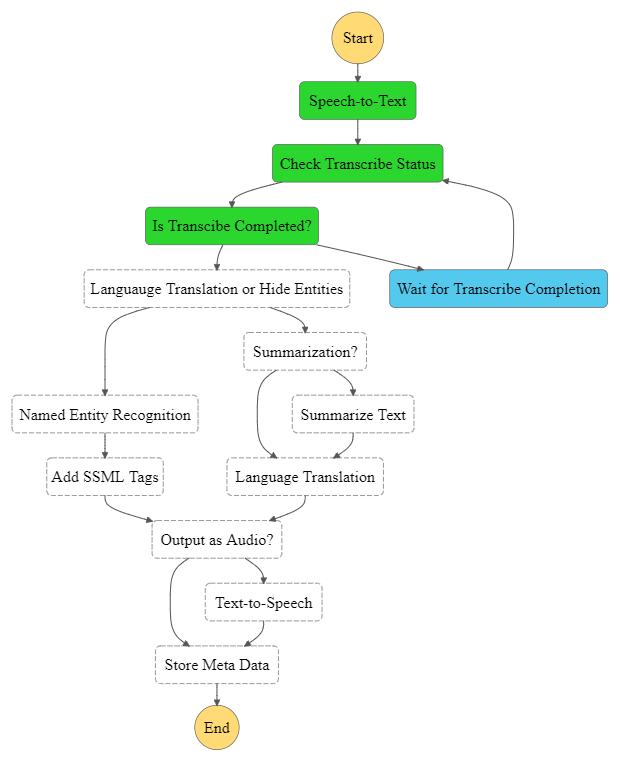 Start
Speech-to-Text
Check Transcribe Status
Is Transcibe Completed?
Languauge Translation or Hide Entities
Wait for Transcribe Completion
Summarization?
Named Entity Recognition
Summarize Text
Add SSML Tags
Language Translation
Output as Audio?
Text-to-Speech
Store Meta Data
End